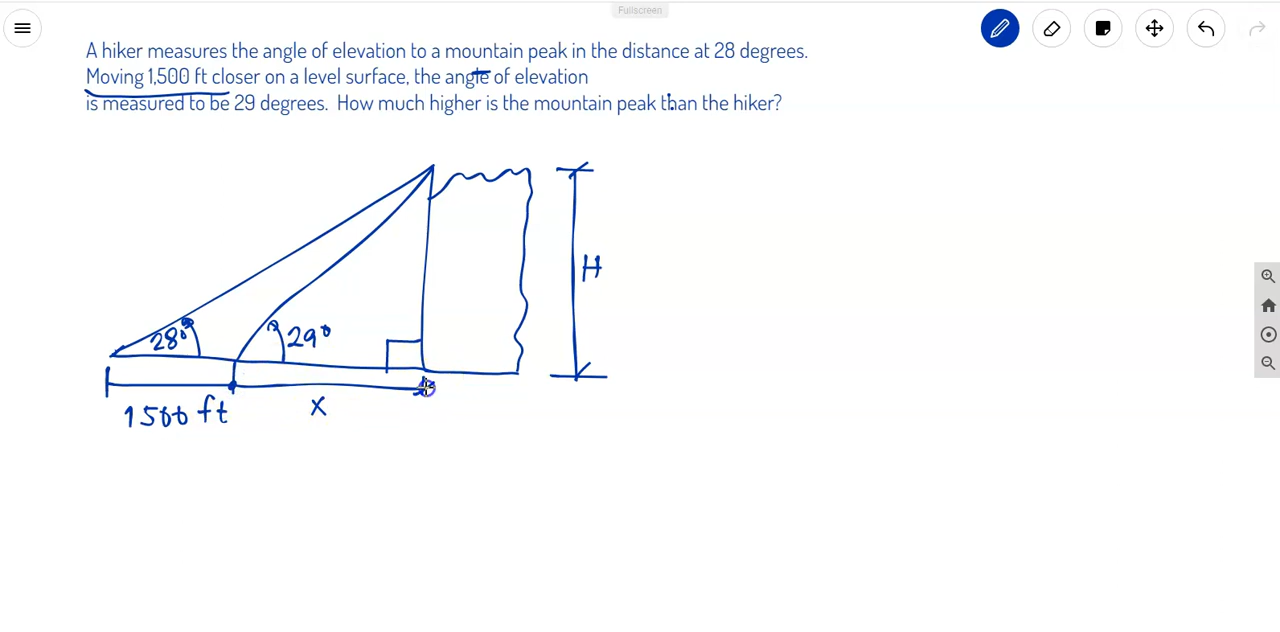 Fullscreen
A hiker measures the angle of elevation to a mountain peak in the distance at 28 degrees.
Moving 1,500 ft closer on a level surface, the angle of elevation
is measured to be 29 degrees. How much higher is the mountain peak than the hiker?
H
28°
29°
1500 ft
x